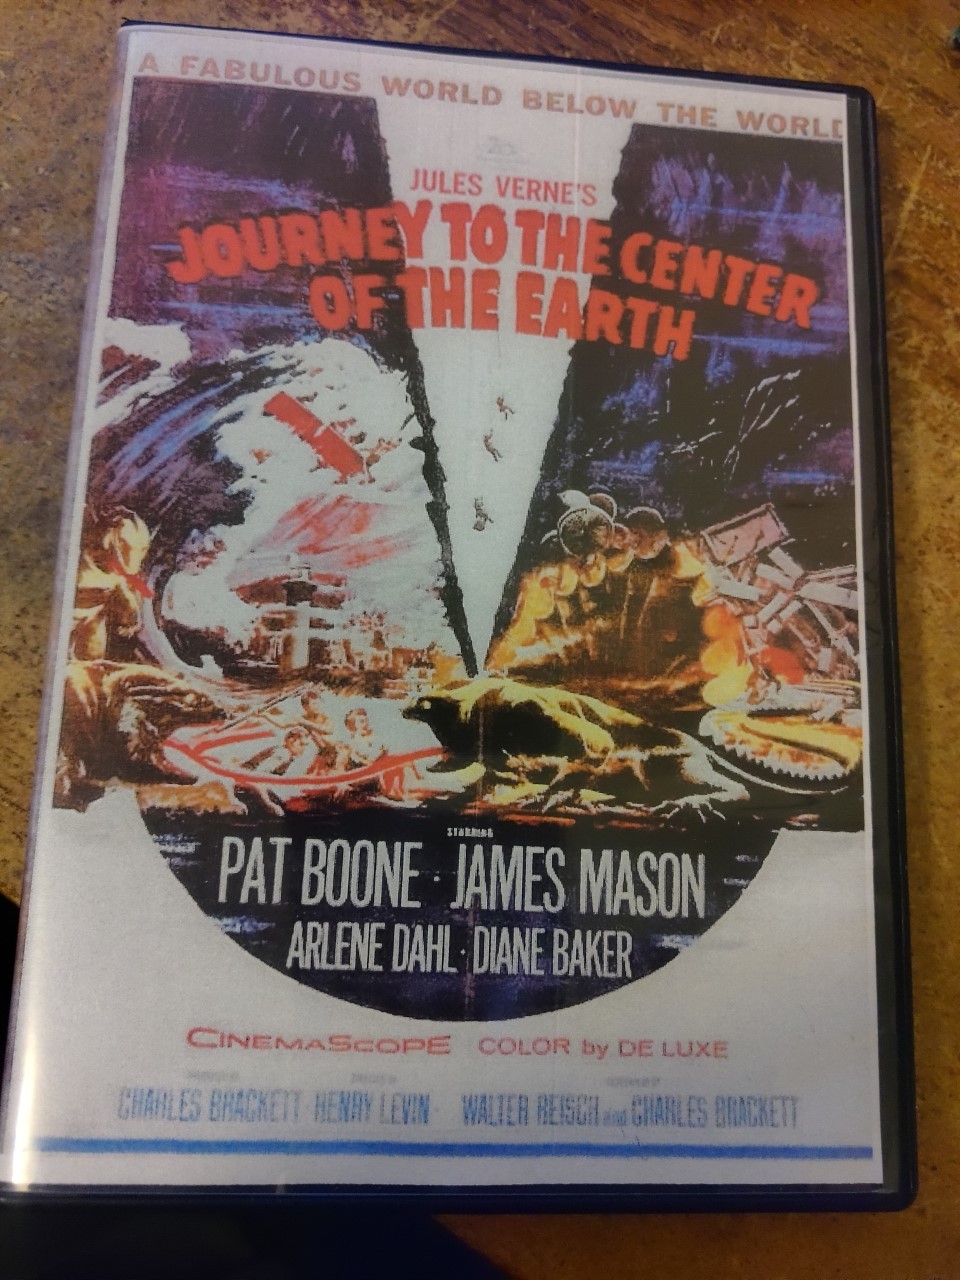 A FABULOUS WORLD BELOW THE WORLD
JULES VERNE'S
JOURNEY TO THE CENTER
OF THE EARTH
STARRING
PAT BOONE · JAMES MASON
ARLENE DAHL · DIANE BAKER
CINEMASCOPE COLOR by DE LUXE
CHARLES BRACKETT HENRY LEVIN WALTER REISCH and CHARLES BRACKETT